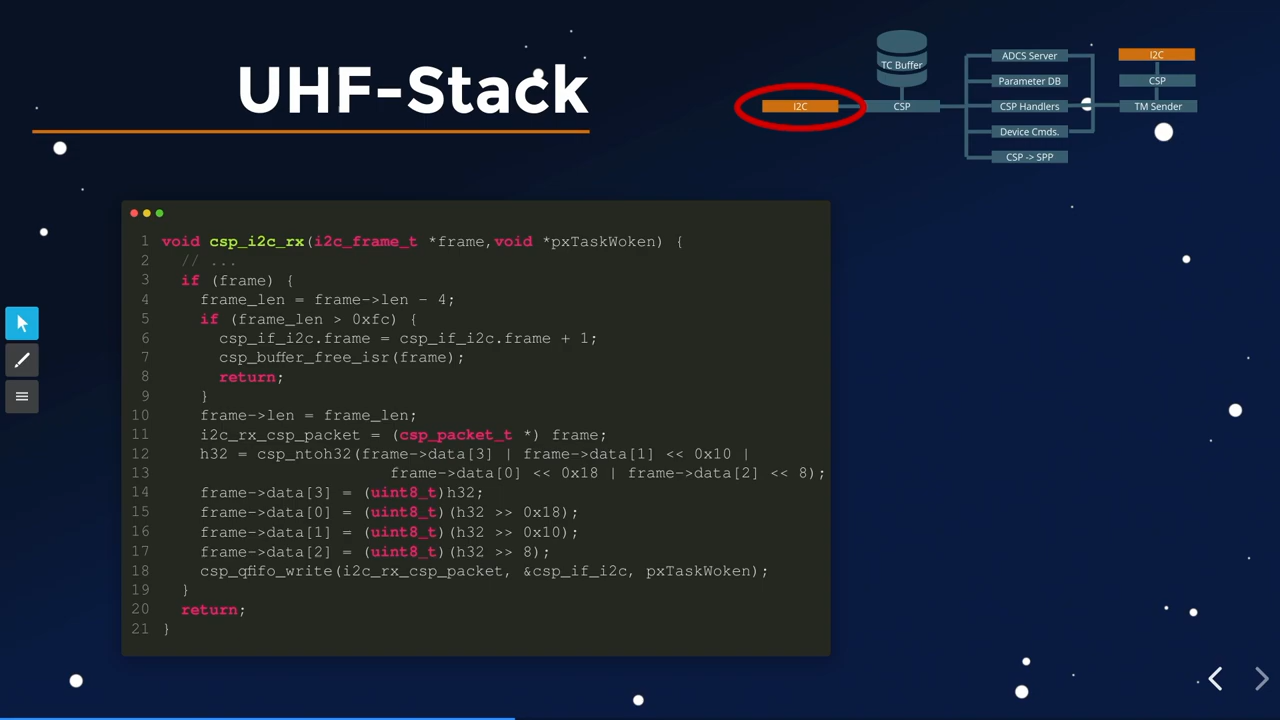 UHF-Stack
TC Buffer
I2C
CSP
ADCS Server
Parameter DB
CSP Handlers
Device Cmds.
CSP -> SPP
I2C
CSP
TM Sender
1 void csp_i2c_rx(i2c_frame_t *frame,void *pxTaskWoken) {
2 // ...
3 if (frame) {
4 frame_len = frame->len - 4;
5 if (frame_len > 0xfc) {
6 csp_if_i2c.frame = csp_if_i2c.frame + 1;
7 csp_buffer_free_isr(frame);
8 return;
9 }
10 frame->len = frame_len;
11 i2c_rx_csp_packet = (csp_packet_t *) frame;
12 h32 = csp_ntoh32(frame->data[3] | frame->data[1] << 0x10 |
13 frame->data[0] << 0x18 | frame->data[2] << 8);
14 frame->data[3] = (uint8_t)h32;
15 frame->data[0] = (uint8_t)(h32 >> 0x18);
16 frame->data[1] = (uint8_t)(h32 >> 0x10);
17 frame->data[2] = (uint8_t)(h32 >> 8);
18 csp_qfifo_write(i2c_rx_csp_packet, &csp_if_i2c, pxTaskWoken);
19 }
20 return;
21 }